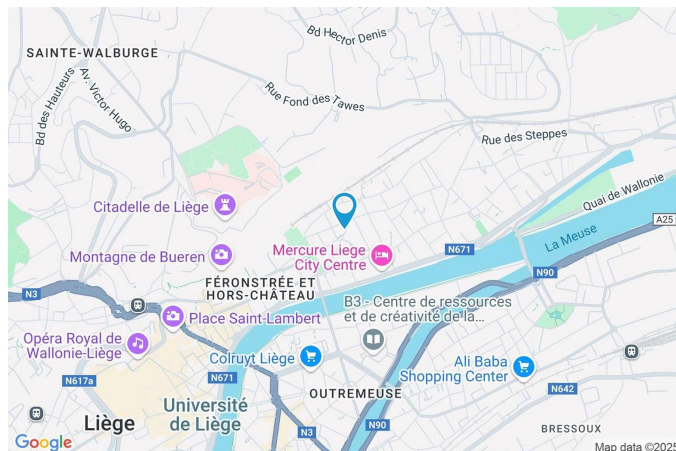 Bd Hector Denis
SAINTE-WALBURGE
Av. Victor Hugo
Bd des Hauteurs
Rue Fond des Tawes
Rue des Steppes
Quai de Wallonie
Citadelle de Liège
A25
La Meuse
Montagne de Bueren
Mercure Liege
City Centre
N671
N90
FÉRONSTRÉE ET
HORS-CHÂTEAU
N3
B3 - Centre de ressources
et de créativité de la...
Place Saint-Lambert
Opéra Royal de
Wallonie-Liège
Colruyt Liège
Ali Baba
Shopping Center
N617a
N671
N642
OUTREMEUSE
Université
de Liège
Liège
N3
N90
BRESSOUX
Google
Map data ©2025